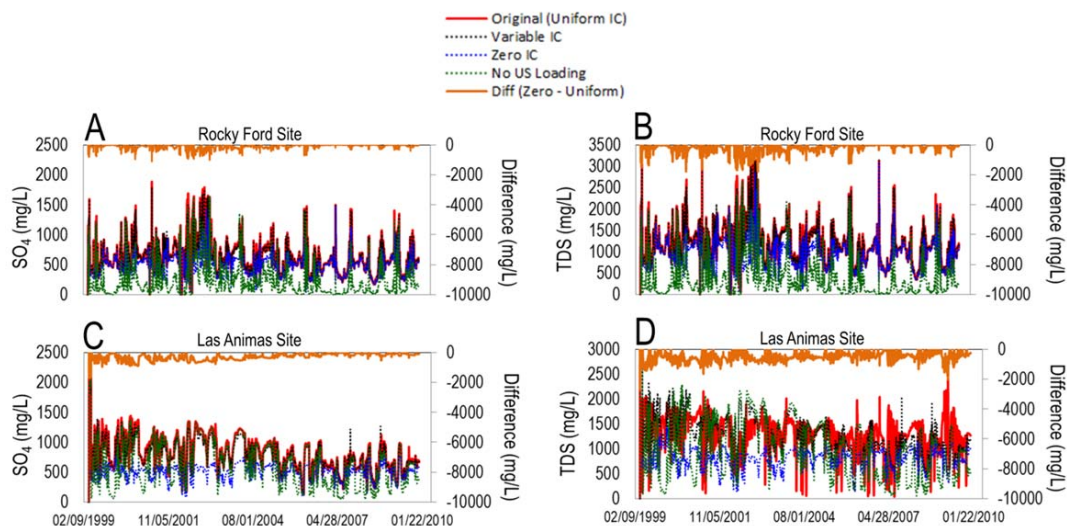 Original (Uniform IC)
Variable IC
Zero IC
No US Loading
Diff (Zero - Uniform)
A
Rocky Ford Site
B
Rocky Ford Site
2500
2000
1500
1000
500
0
SO4 (mg/L)
0
-2000
-4000
-6000
-8000
-10000
Difference (mg/L)
3500
3000
2500
2000
1500
1000
500
0
TDS (mg/L)
0
-2000
-4000
-6000
-8000
-10000
Difference (mg/L)
C
Las Animas Site
D
Las Animas Site
2500
2000
1500
1000
500
0
SO4 (mg/L)
0
-2000
-4000
-6000
-8000
-10000
Difference (mg/L)
3000
2500
2000
1500
1000
500
0
TDS (mg/L)
0
-2000
-4000
-6000
-8000
-10000
Difference (mg/L)
02/09/1999 11/05/2001 08/01/2004 04/28/2007 01/22/2010
02/09/1999 11/05/2001 08/01/2004 04/28/2007 01/22/2010